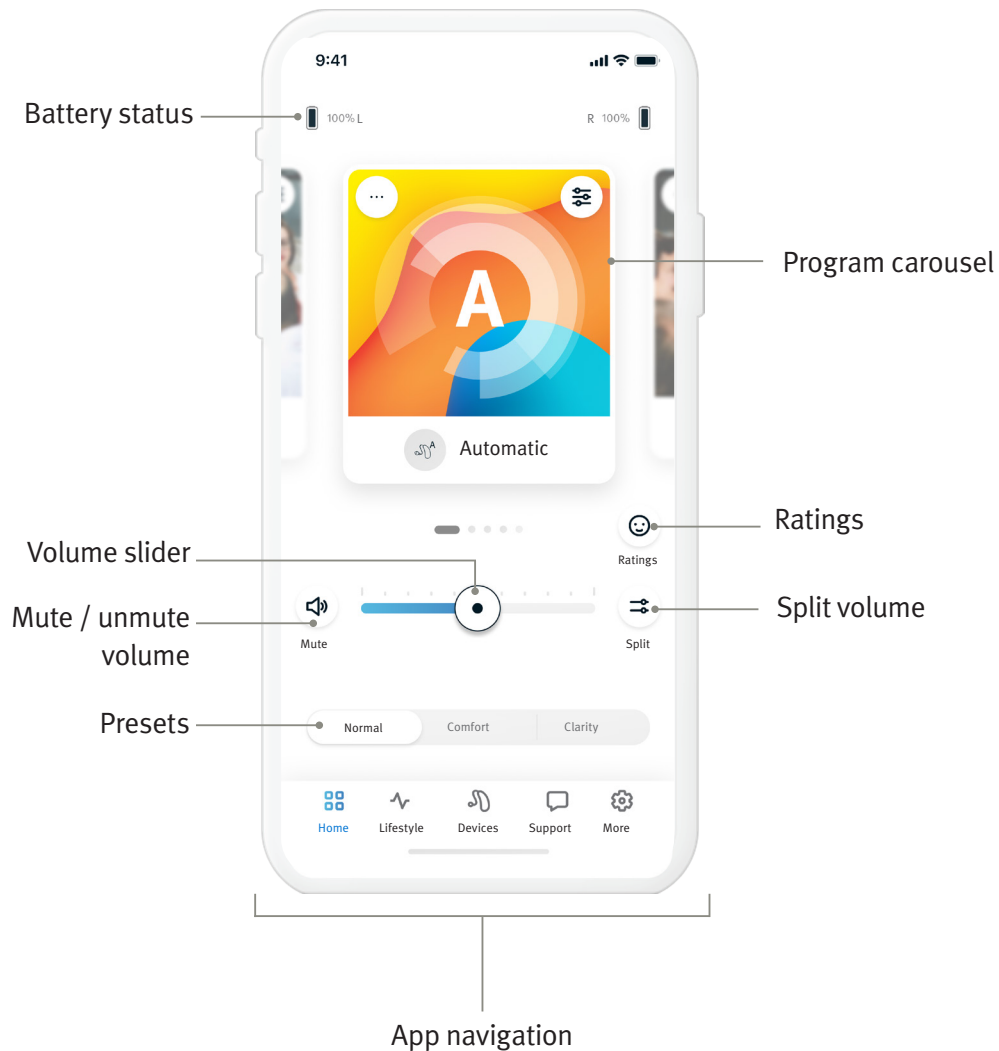 9:41
Battery status
100% L
R 100%
...
A
Program carousel
A
Automatic
Ratings
Ratings
Volume slider
Mute / unmute
volume
Mute
Split volume
Split
Presets
Normal
Comfort
Clarity
Home
Lifestyle
Devices
Support
More
App navigation